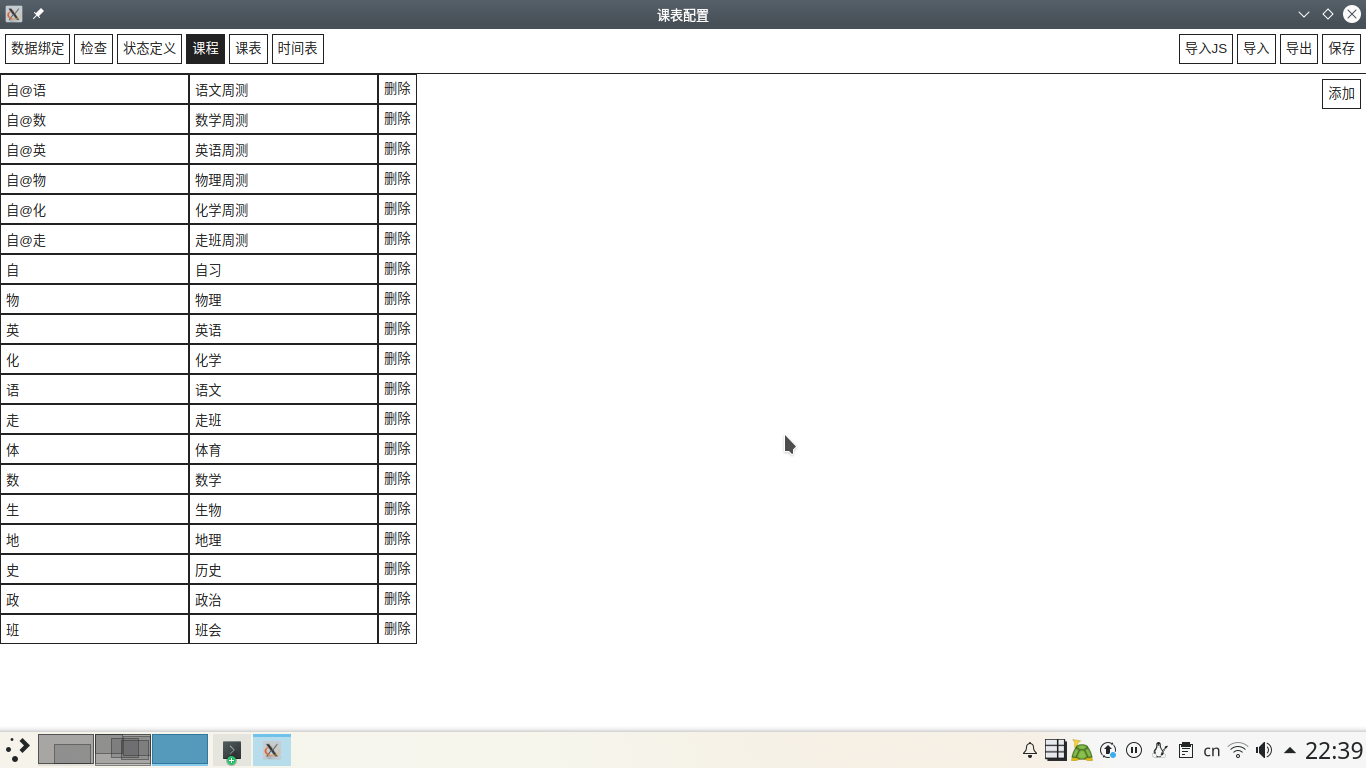 课表配置
数据绑定 检查 状态定义 课程 课表 时间表 导入JS 导入 导出 保存
添加
自@语 语文周测 删除
自@数 数学周测 删除
自@英 英语周测 删除
自@物 物理周测 删除
自@化 化学周测 删除
自@走 走班周测 删除
自 自习 删除
物 物理 删除
英 英语 删除
化 化学 删除
语 语文 删除
走 走班 删除
体 体育 删除
数 数学 删除
生 生物 删除
地 地理 删除
史 历史 删除
政 政治 删除
班 班会 删除
cn 22:39